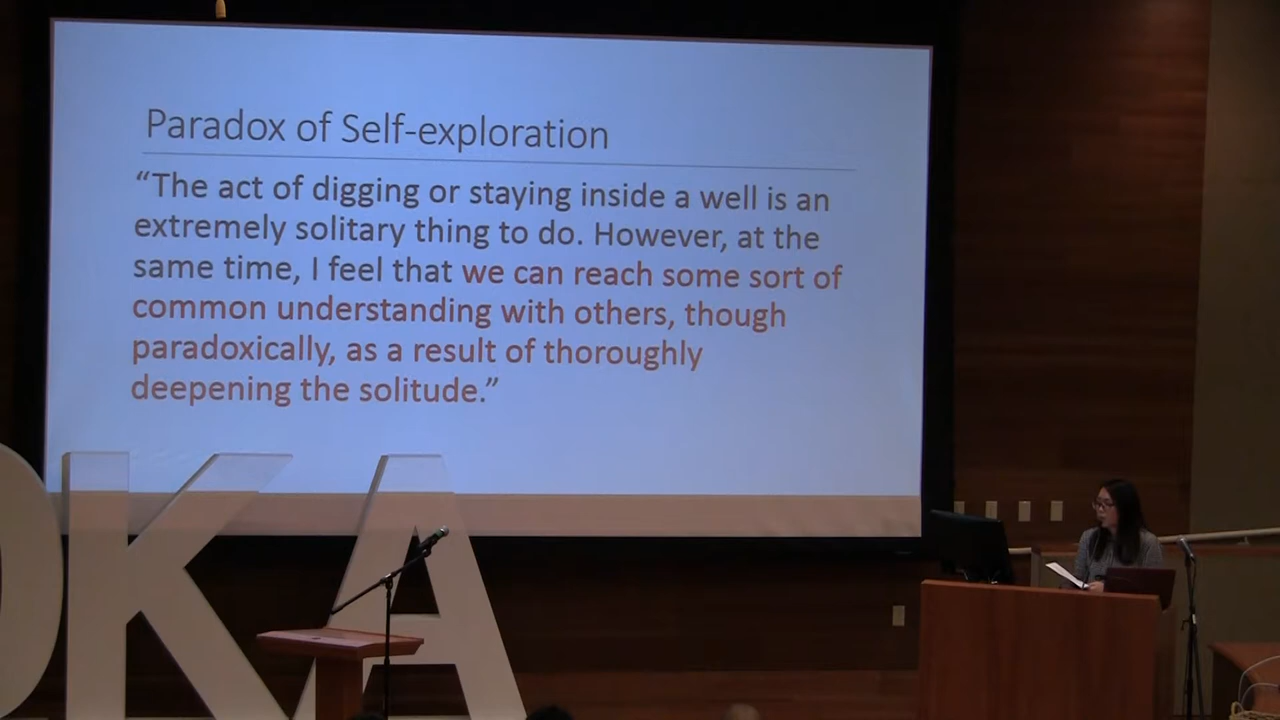 Paradox of Self-exploration
“The act of digging or staying inside a well is an
extremely solitary thing to do. However, at the
same time, I feel that we can reach some sort of
common understanding with others, though
paradoxically, as a result of thoroughly
deepening the solitude.”
OKA